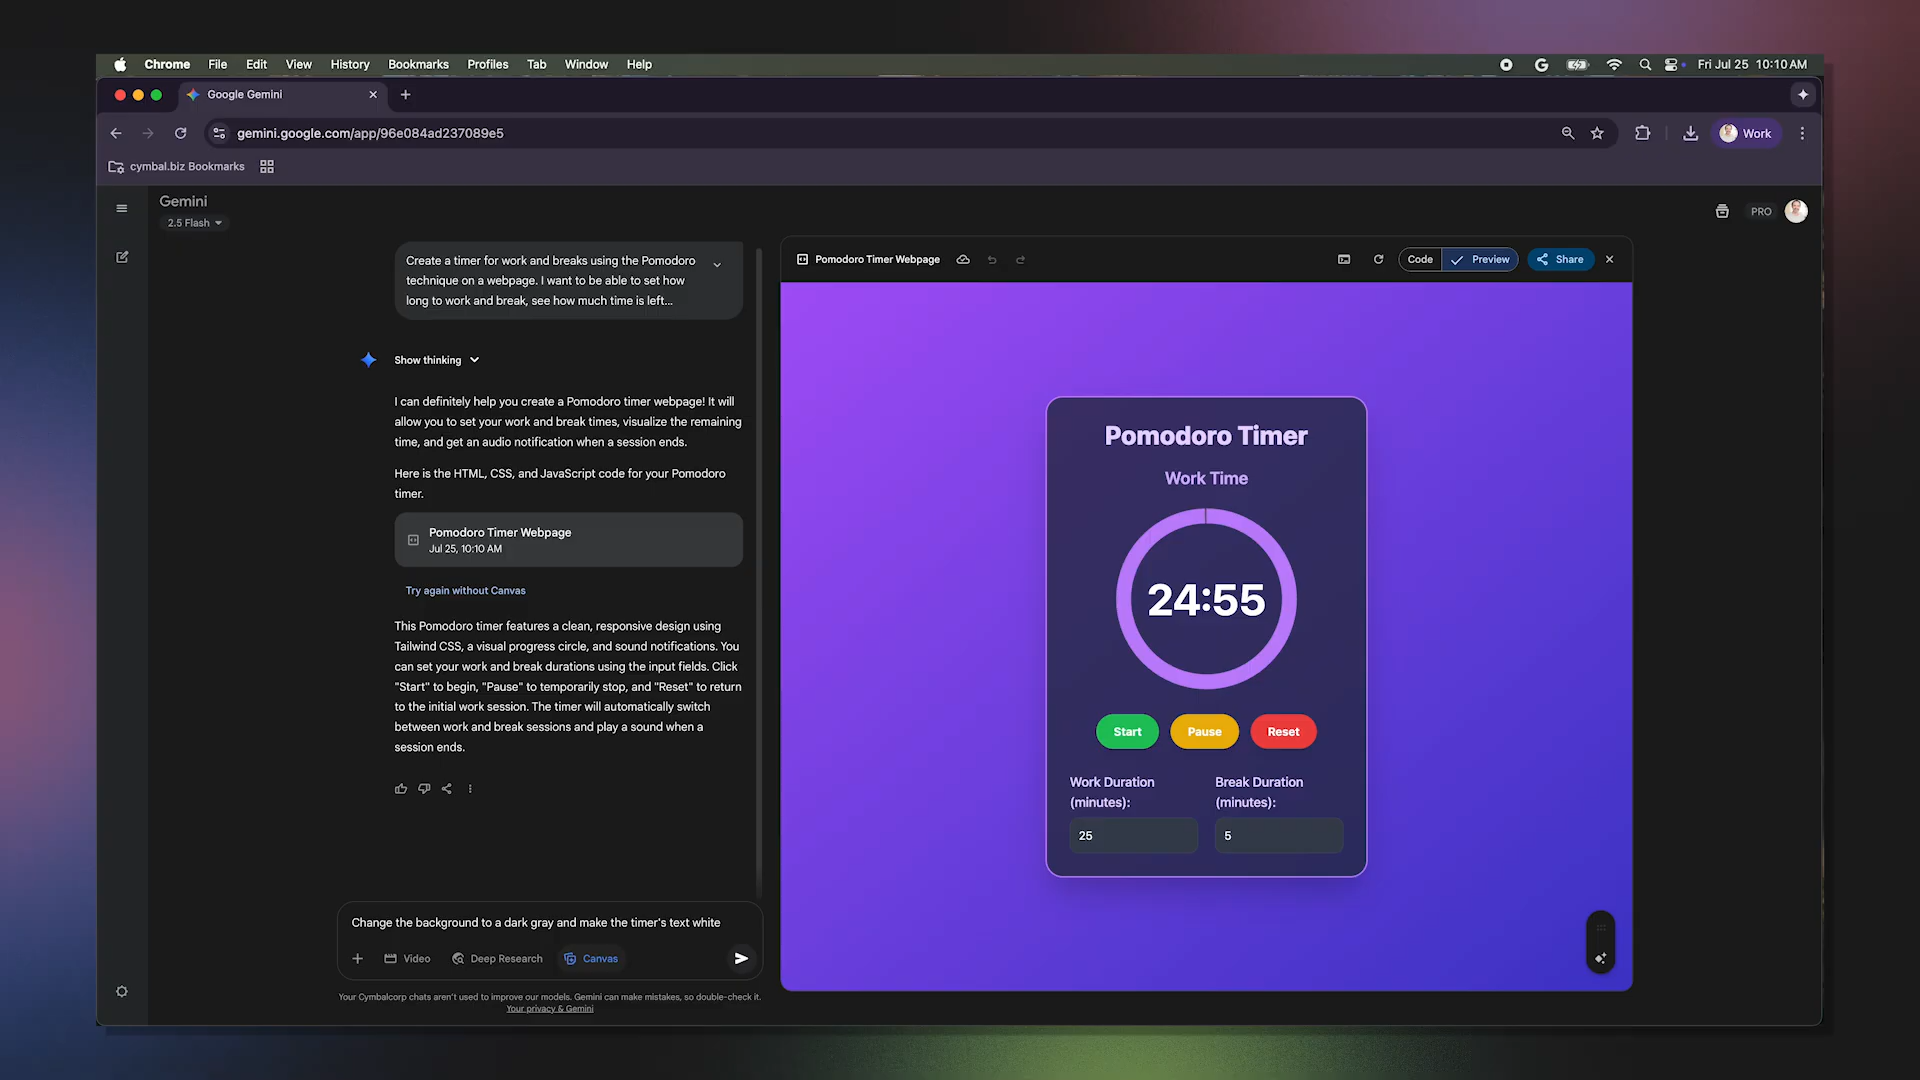 Chrome File Edit View History Bookmarks Profiles Tab Window Help
Fri Jul 25 10:10 AM
Google Gemini
gemini.google.com/app/96e084ad237089e5
Work
cymbal.biz Bookmarks
Gemini
2.5 Flash
PRO
Create a timer for work and breaks using the Pomodoro
technique on a webpage. I want to be able to set how
long to work and break, see how much time is left...
Show thinking
I can definitely help you create a Pomodoro timer webpage! It will
allow you to set your work and break times, visualize the remaining
time, and get an audio notification when a session ends.
Here is the HTML, CSS, and JavaScript code for your Pomodoro
timer.
Pomodoro Timer Webpage
Jul 25, 10:10 AM
Try again without Canvas
This Pomodoro timer features a clean, responsive design using
Tailwind CSS, a visual progress circle, and sound notifications. You
can set your work and break durations using the input fields. Click
"Start" to begin, "Pause" to temporarily stop, and "Reset" to return
to the initial work session. The timer will automatically switch
between work and break sessions and play a sound when a
session ends.
Change the background to a dark gray and make the timer's text white
Video
Deep Research
Canvas
Your Cymbalcorp chats aren't used to improve our models. Gemini can make mistakes, so double-check it.
Your privacy & Gemini
Pomodoro Timer Webpage
Code
Preview
Share
Pomodoro Timer
Work Time
24:55
Start
Pause
Reset
Work Duration
(minutes):
25
Break Duration
(minutes):
5